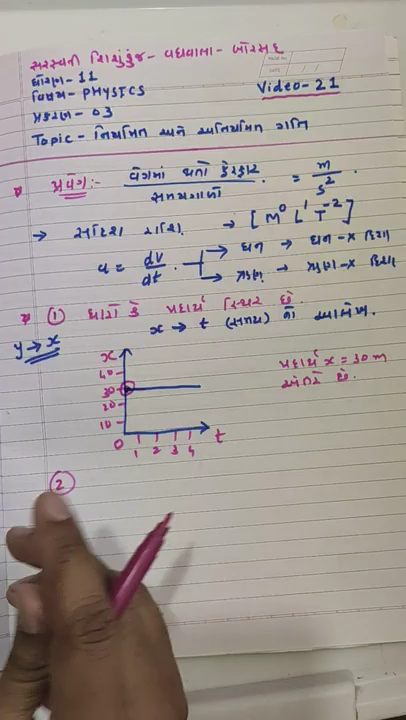 સરસ્વતી શિશુકુંજ - વઘવાલા - બોરસદ
ધોરણ - 11
વિષય - PHYSICS
Video - 21
પ્રકરણ - 03
Topic - નિયમિત અને અનિયમિત ગતિ
પ્રવેગ :- વેગમાં થતો ફેરફાર / સમયગાળો = m/s²
→ સદિશ રાશિ → [M⁰ L¹ T⁻²]
a = dv/dt → ધન → ધન-x દિશા
→ ઋણ → ઋણ-x દિશા
① ધારો કે પદાર્થ સ્થિર છે.
x → t (સમય) નો આલેખ.
y → x
x
40
30
20
10
0 1 2 3 4 t
પદાર્થ x = 30 m
અંતરે છે.
②